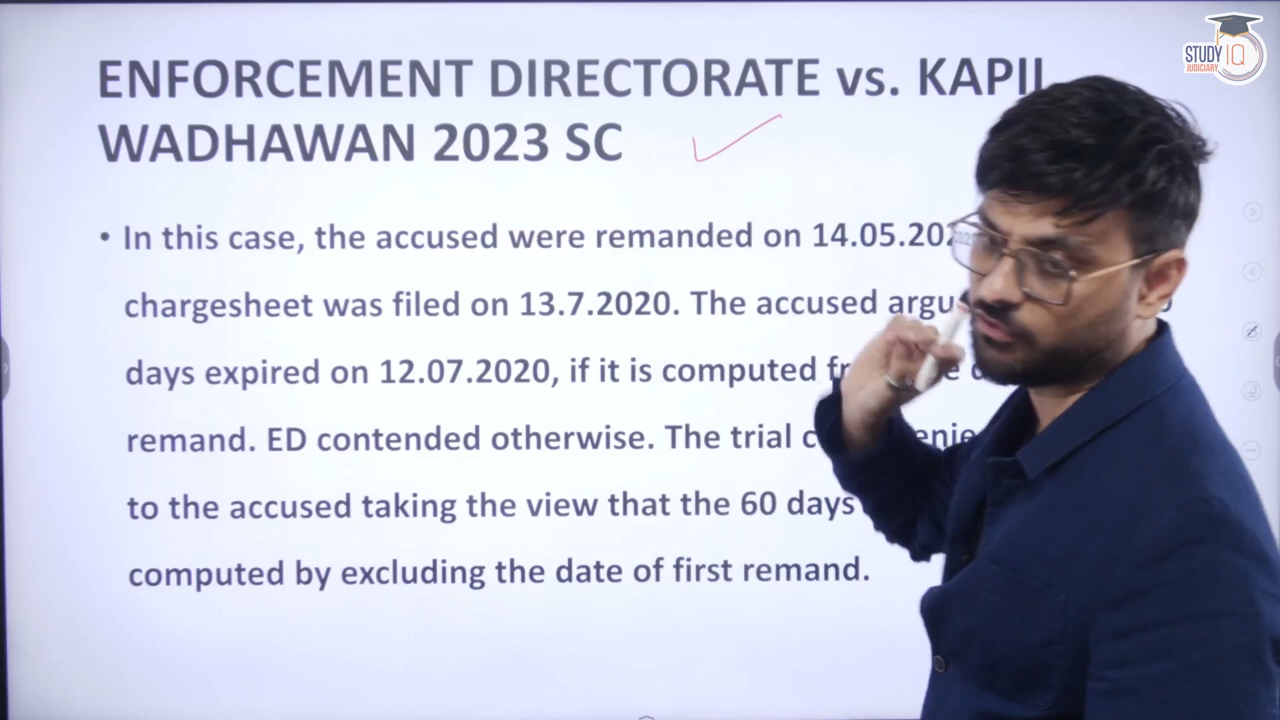 STUDY IQ
JUDICIARY
ENFORCEMENT DIRECTORATE vs. KAPIL
WADHAWAN 2023 SC
• In this case, the accused were remanded on 14.05.202
chargesheet was filed on 13.7.2020. The accused
days expired on 12.07.2020, if it is computed
remand. ED contended otherwise. The trial
to the accused taking the view that the 60 days
computed by excluding the date of first remand.